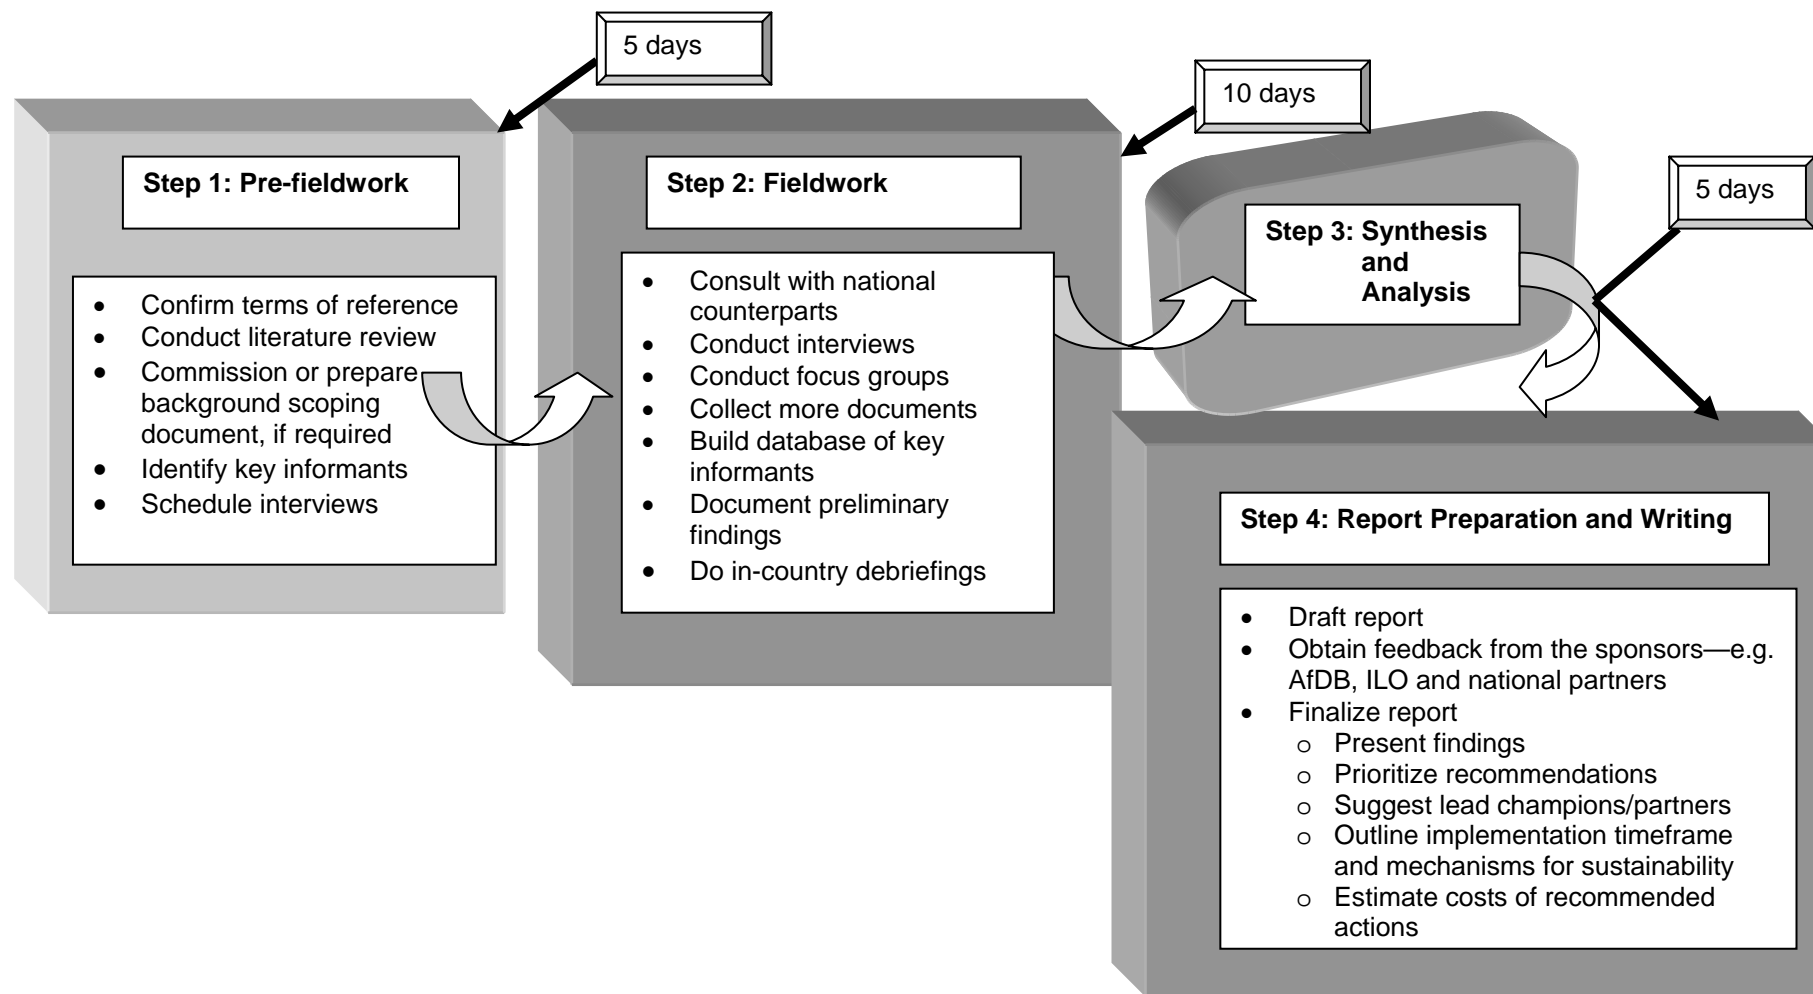 5 days
10 days
5 days
Step 1: Pre-fieldwork
• Confirm terms of reference
• Conduct literature review
• Commission or prepare
background scoping
document, if required
• Identify key informants
• Schedule interviews
Step 2: Fieldwork
• Consult with national
counterparts
• Conduct interviews
• Conduct focus groups
• Collect more documents
• Build database of key
informants
• Document preliminary
findings
• Do in-country debriefings
Step 3: Synthesis
and
Analysis
Step 4: Report Preparation and Writing
• Draft report
• Obtain feedback from the sponsors—e.g.
AfDB, ILO and national partners
• Finalize report
o Present findings
o Prioritize recommendations
o Suggest lead champions/partners
o Outline implementation timeframe
and mechanisms for sustainability
o Estimate costs of recommended
actions